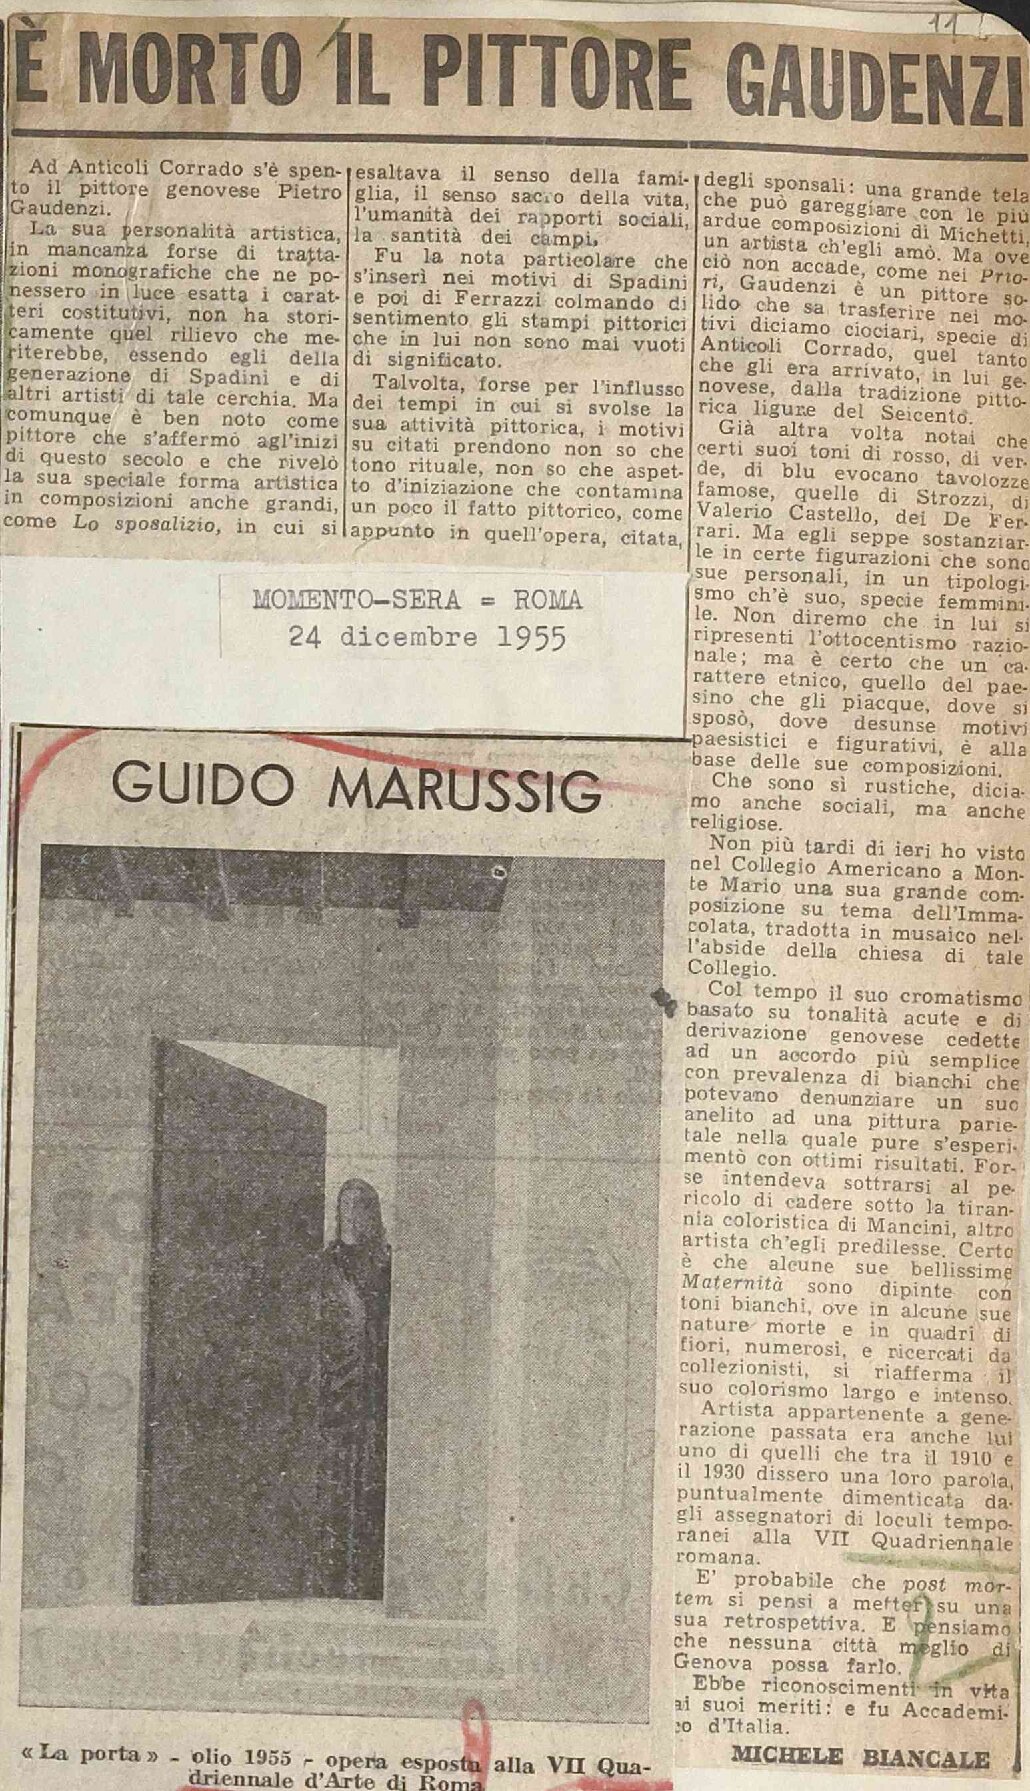 11
È MORTO IL PITTORE GAUDENZI
Ad Anticoli Corrado s'è spen-
to il pittore genovese Pietro
Gaudenzi.
La sua personalità artistica,
in mancanza forse di tratta-
zioni monografiche che ne po-
nessero in luce esatta i carat-
teri costitutivi, non ha stori-
camente quel rilievo che me-
riterebbe, essendo egli della
generazione di Spadini e di
altri artisti di tale cerchia. Ma
comunque è ben noto come
pittore che s'affermò agl'inizi
di questo secolo e che rivelò
la sua speciale forma artistica
in composizioni anche grandi,
come Lo sposalizio, in cui si
esaltava il senso della fami-
glia, il senso sacro della vita,
l'umanità dei rapporti sociali,
la santità dei campi.
Fu la nota particolare che
s'inserì nei motivi di Spadini
e poi di Ferrazzi colmando di
sentimento gli stampi pittorici
che in lui non sono mai vuoti
di significato.
Talvolta, forse per l'influsso
dei tempi in cui si svolse la
sua attività pittorica, i motivi
su citati prendono non so che
tono rituale, non so che aspet-
to d'iniziazione che contamina
un poco il fatto pittorico, come
appunto in quell'opera, citata,
degli sponsali: una grande tela
che può gareggiare con le più
ardue composizioni di Michetti,
un artista ch'egli amò. Ma ove
ciò non accade, come nei Prio-
ri, Gaudenzi è un pittore so-
lido che sa trasferire nei mo-
tivi diciamo ciociari, specie di
Anticoli Corrado, quel tanto
che gli era arrivato, in lui ge-
novese, dalla tradizione pitto-
rica ligure del Seicento.
Già altra volta notai che
certi suoi toni di rosso, di ver-
de, di blu evocano tavolozze
famose, quelle di Strozzi, di
Valerio Castello, dei De Fer-
rari. Ma egli seppe sostanziar-
le in certe figurazioni che sono
sue personali, in un tipologi-
smo ch'è suo, specie femmini-
le. Non diremo che in lui si
ripresenti l'ottocentismo razio-
nale; ma è certo che un ca-
rattere etnico, quello del pae-
sino che gli piacque, dove si
sposò, dove desunse motivi
paesistici e figurativi, è alla
base delle sue composizioni.
Che sono sì rustiche, dicia-
mo anche sociali, ma anche
religiose.
Non più tardi di ieri ho visto
nel Collegio Americano a Mon-
te Mario una sua grande com-
posizione su tema dell'Imma-
colata, tradotta in musaico nel-
l'abside della chiesa di tale
Collegio.
Col tempo il suo cromatismo
basato su tonalità acute e di
derivazione genovese cedette
ad un accordo più semplice
con prevalenza di bianchi che
potevano denunziare un suo
anelito ad una pittura parie-
tale nella quale pure s'esperi-
mentò con ottimi risultati. For-
se intendeva sottrarsi al pe-
ricolo di cadere sotto la tiran-
nia coloristica di Mancini, altro
artista ch'egli predilesse. Certo
è che alcune sue bellissime
Maternità sono dipinte con
toni bianchi, ove in alcune sue
nature morte e in quadri di
fiori, numerosi, e ricercati da
collezionisti, si riafferma il
suo colorismo largo e intenso.
Artista appartenente a gene-
razione passata era anche lui
uno di quelli che tra il 1910 e
il 1930 dissero una loro parola,
puntualmente dimenticata da-
gli assegnatori di loculi tempo-
ranei alla VII Quadriennale
romana.
E' probabile che post mor-
tem si pensi a metter su una
sua retrospettiva. E pensiamo
che nessuna città meglio di
Genova possa farlo.
Ebbe riconoscimenti in vita
ai suoi meriti: e fu Accademi-
co d'Italia.
MICHELE BIANCALE
MOMENTO-SERA = ROMA
24 dicembre 1955
GUIDO MARUSSIG
« La porta » - olio 1955 - opera esposta alla VII Qua-
driennale d'Arte di Roma